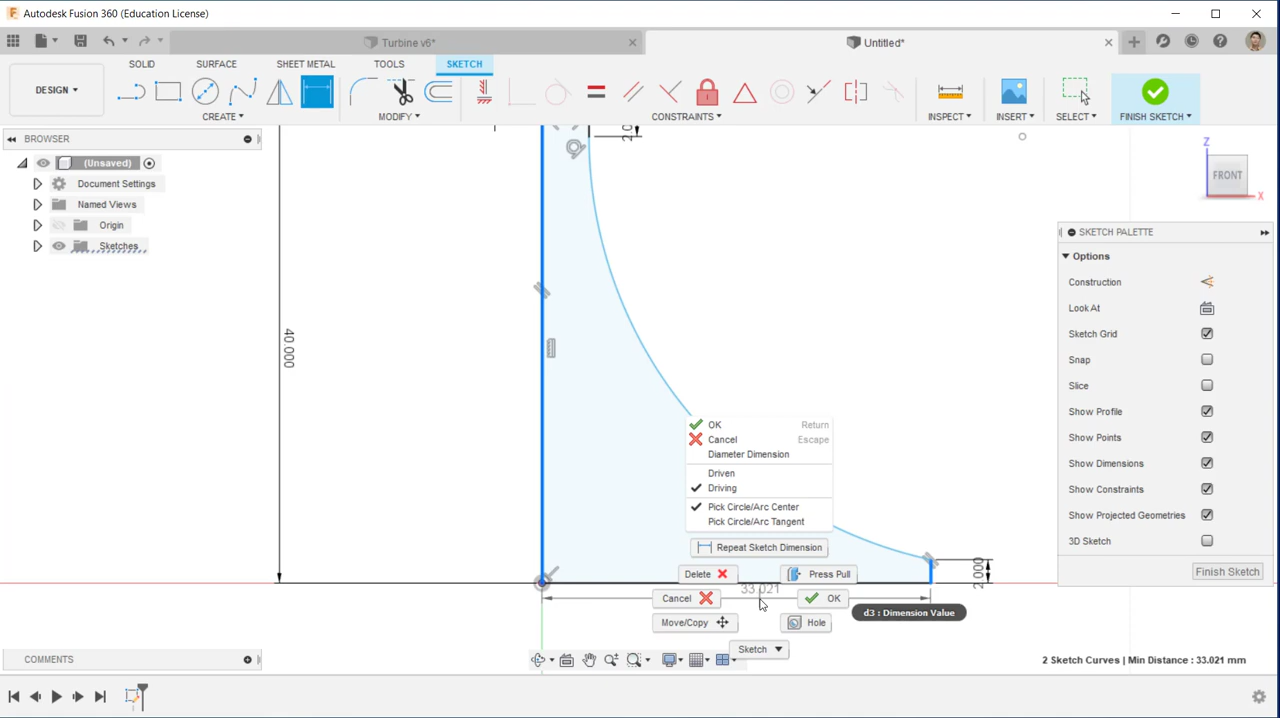 Autodesk Fusion 360 (Education License)
Turbine v6*
Untitled*
DESIGN
SOLID
SURFACE
SHEET METAL
TOOLS
SKETCH
CREATE
MODIFY
CONSTRAINTS
INSPECT
INSERT
SELECT
FINISH SKETCH
BROWSER
(Unsaved)
Document Settings
Named Views
Origin
Sketches
Z
FRONT
X
SKETCH PALETTE
Options
Construction
Look At
Sketch Grid
Snap
Slice
Show Profile
Show Points
Show Dimensions
Show Constraints
Show Projected Geometries
3D Sketch
Finish Sketch
40.000
OK Return
Cancel Escape
Diameter Dimension
Driven
Driving
Pick Circle/Arc Center
Pick Circle/Arc Tangent
Repeat Sketch Dimension
Delete
Press Pull
33.021
2.000
Cancel
OK
d3 : Dimension Value
Move/Copy
Hole
Sketch
COMMENTS
2 Sketch Curves | Min Distance : 33.021 mm